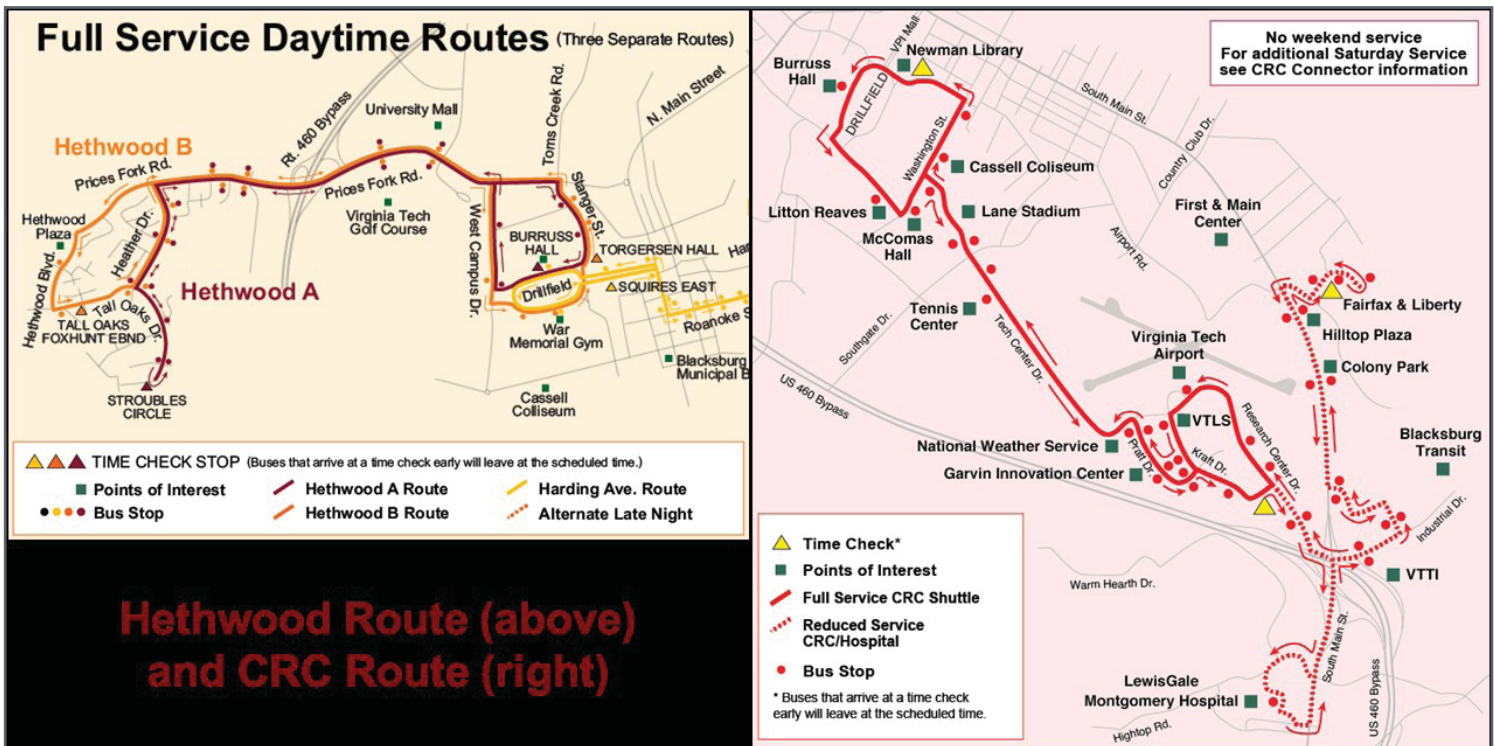 Full Service Daytime Routes (Three Separate Routes)
Hethwood B
Prices Fork Rd.
Rt. 460 Bypass
University Mall
Toms Creek Rd.
N. Main Street
Hethwood
Plaza
Heather Dr.
Prices Fork Rd.
Virginia Tech
Golf Course
West Campus Dr.
Stanger St.
BURRUSS
HALL
TORGERSEN HALL
Har
Hethwood Blvd.
Hethwood A
Drillfield
SQUIRES EAST
Tall Oaks Dr.
TALL OAKS
FOXHUNT EBND
War
Memorial Gym
Roanoke S
Blacksburg
Municipal B
STROUBLES
CIRCLE
Cassell
Colliseum
TIME CHECK STOP (Buses that arrive at a time check early will leave at the scheduled time.)
Points of Interest
Hethwood A Route
Harding Ave. Route
Bus Stop
Hethwood B Route
Alternate Late Night
Hethwood Route (above)
and CRC Route (right)
No weekend service
For additional Saturday Service
see CRC Connector information
VPI Mall
Newman Library
Burruss
Hall
DRILLFIELD
South Main St.
Washington St.
Country Club Dr.
Cassell Coliseum
Litton Reaves
Lane Stadium
McComas
Hall
First & Main
Center
Airport Rd.
Tennis
Center
Southgate Dr.
Tech Center Dr.
Fairfax & Liberty
Hilltop Plaza
Virginia Tech
Airport
Colony Park
US 460 Bypass
VTLS
Research Center Dr.
National Weather Service
Pratt Dr.
Kraft Dr.
Garvin Innovation Center
Blacksburg
Transit
Industrial Dr.
VTTI
Warm Hearth Dr.
South Main St.
US 460 Bypass
LewisGale
Montgomery Hospital
Hightop Rd.
Time Check*
Points of Interest
Full Service CRC Shuttle
Reduced Service
CRC/Hospital
Bus Stop
* Buses that arrive at a time check
early will leave at the scheduled time.